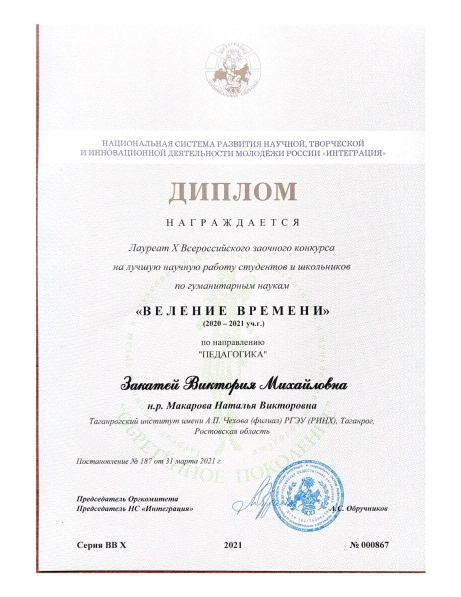 НАЦИОНАЛЬНАЯ СИСТЕМА РАЗВИТИЯ НАУЧНОЙ, ТВОРЧЕСКОЙ
И ИННОВАЦИОННОЙ ДЕЯТЕЛЬНОСТИ МОЛОДЁЖИ РОССИИ «ИНТЕГРАЦИЯ»
ДИПЛОМ
НАГРАЖДАЕТСЯ
Лауреат X Всероссийского заочного конкурса
на лучшую научную работу студентов и школьников
по гуманитарным наукам
«ВЕЛЕНИЕ ВРЕМЕНИ»
(2020 – 2021 уч.г.)
по направлению
"ПЕДАГОГИКА"
Закатей Виктория Михайловна
н.р. Макарова Наталья Викторовна
Таганрогский институт имени А.П. Чехова (филиал) РГЭУ (РИНХ), Таганрог,
Ростовская область
ОБРЕТЁННОЕ ПОКОЛЕНИЕ
Постановление № 187 от 31 марта 2021 г.
Председатель Оргкомитета
Председатель НС «Интеграция»
А.С. Обручников
Серия ВВ X
2021
№ 000867